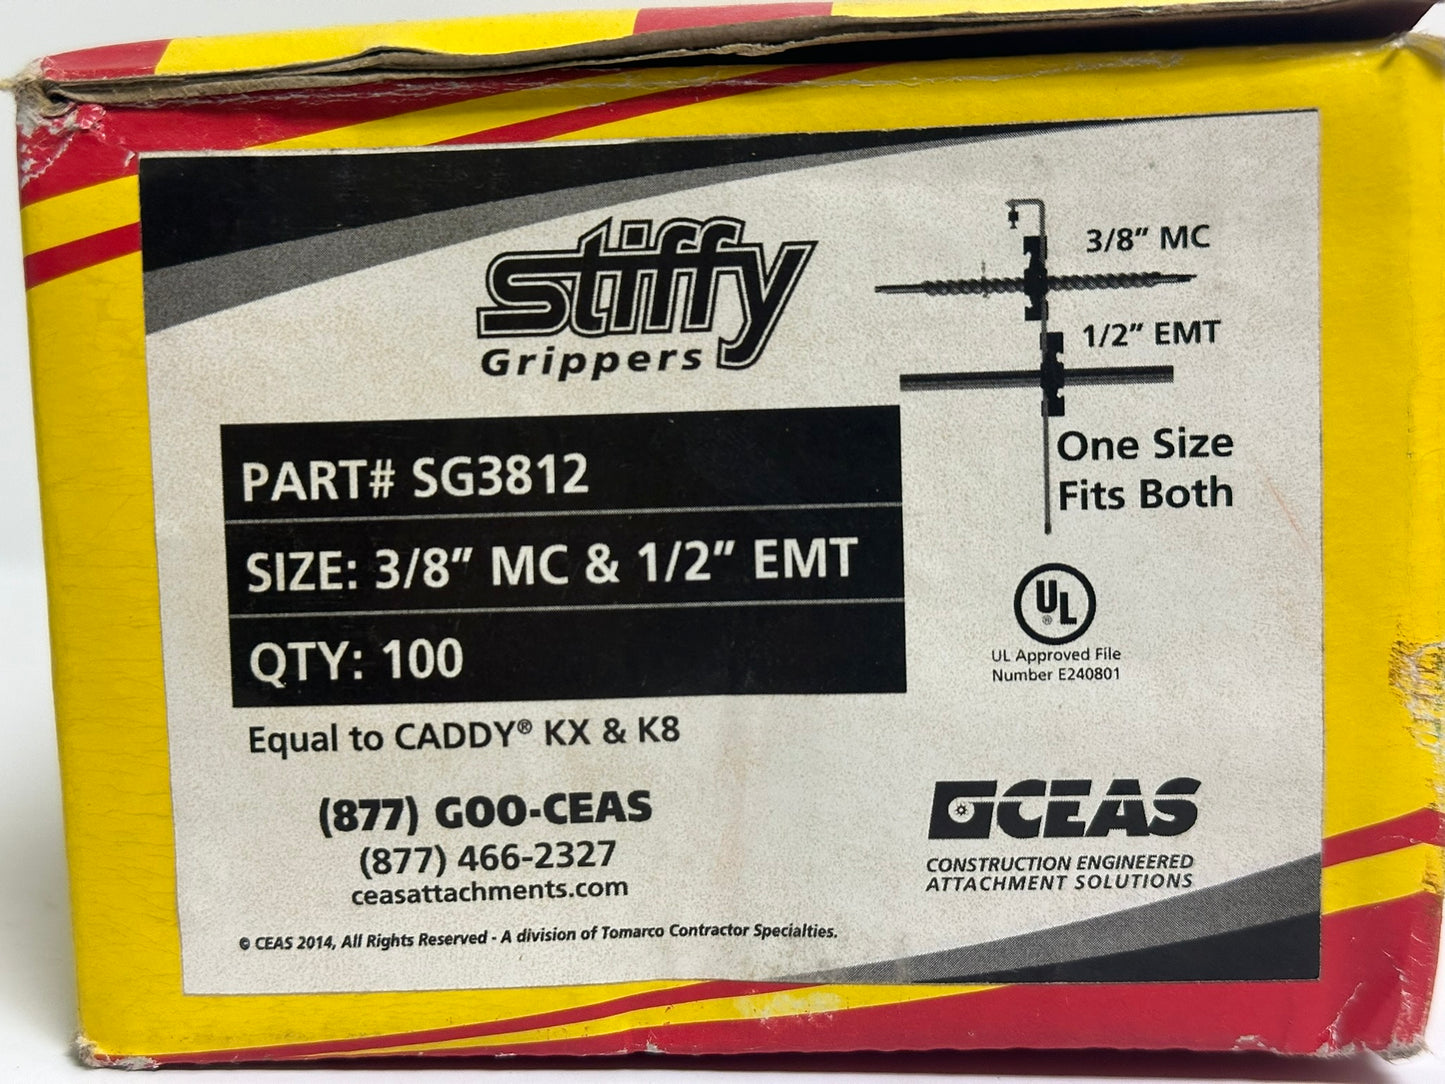 stiffy
Grippers
3/8” MC
1/2” EMT
One Size
Fits Both
PART# SG3812
SIZE: 3/8” MC & 1/2” EMT
QTY: 100
UL
®
UL Approved File
Number E240801
Equal to CADDY® KX & K8
(877) GOO-CEAS
(877) 466-2327
ceasattachments.com
CEAS
CONSTRUCTION ENGINEERED
ATTACHMENT SOLUTIONS
© CEAS 2014, All Rights Reserved - A division of Tomarco Contractor Specialties.